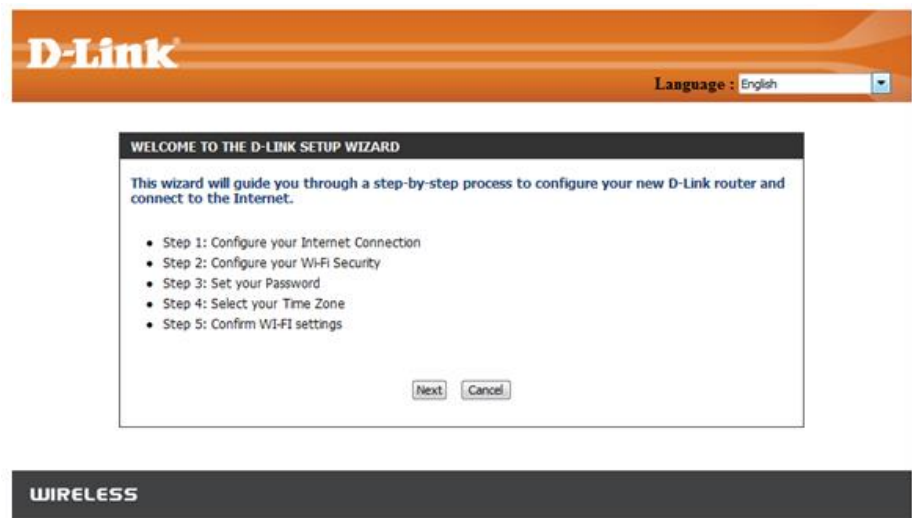 D-Link
Language : English
WELCOME TO THE D-LINK SETUP WIZARD
This wizard will guide you through a step-by-step process to configure your new D-Link router and
connect to the Internet.
• Step 1: Configure your Internet Connection
• Step 2: Configure your Wi-Fi Security
• Step 3: Set your Password
• Step 4: Select your Time Zone
• Step 5: Confirm WI-FI settings
Next Cancel
WIRELESS